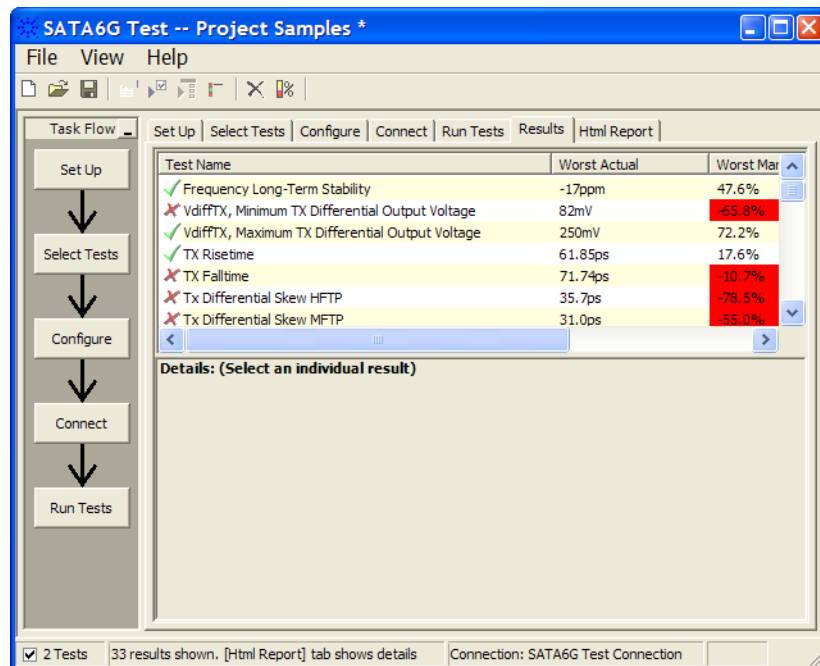 SATA6G Test -- Project Samples *
File View Help
Task Flow
Set Up
Select Tests
Configure
Connect
Run Tests
Set Up Select Tests Configure Connect Run Tests Results Html Report
Test Name Worst Actual Worst Mar
Frequency Long-Term Stability -17ppm 47.6%
VdiffTX, Minimum TX Differential Output Voltage 82mV -65.8%
VdiffTX, Maximum TX Differential Output Voltage 250mV 72.2%
TX Risetime 61.85ps 17.6%
TX Falltime 71.74ps -10.7%
Tx Differential Skew HFTP 35.7ps -78.5%
Tx Differential Skew MFTP 31.0ps -55.0%
Details: (Select an individual result)
2 Tests 33 results shown. [Html Report] tab shows details Connection: SATA6G Test Connection